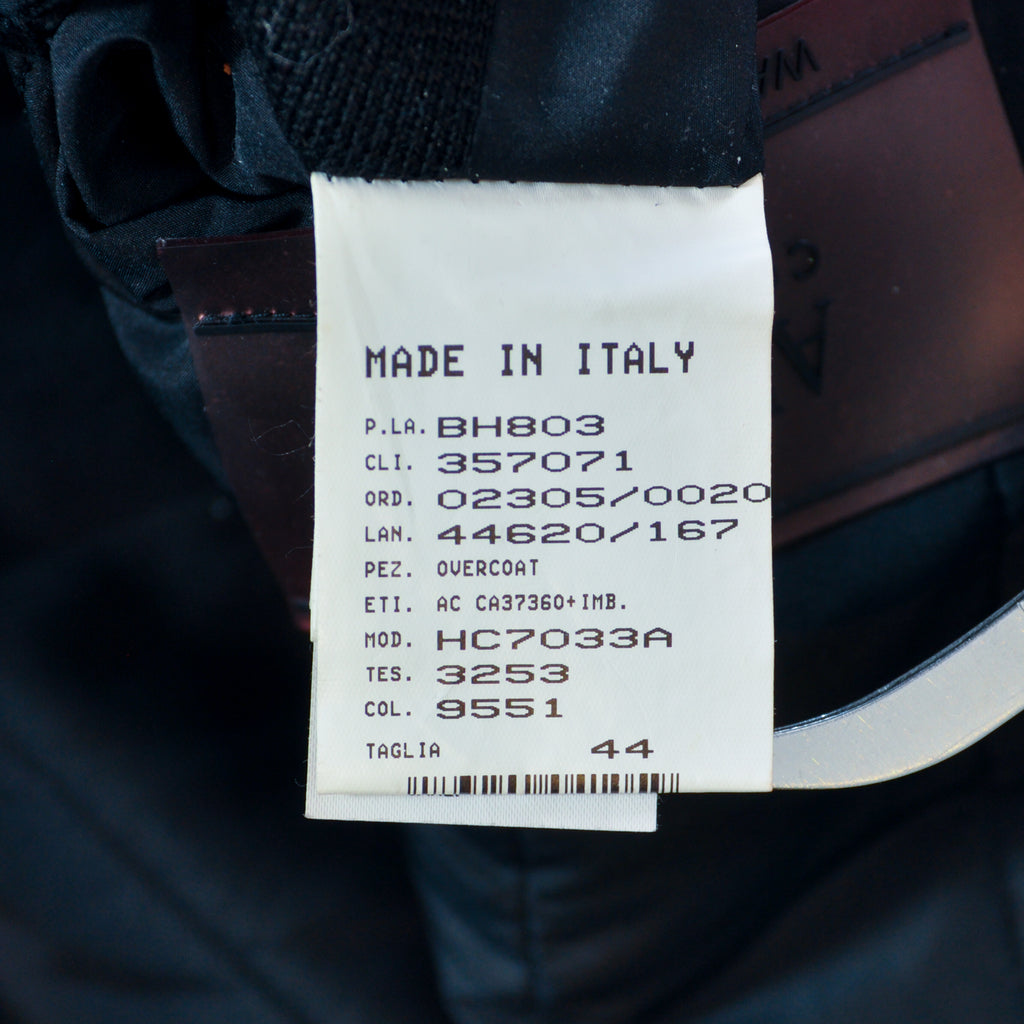 MADE IN ITALY
P.LA. BH803
CLI. 357071
ORD. 02305/0020
LAN. 44620/167
PEZ. OVERCOAT
ETI. AC CA37360+IMB.
MOD. HC7033A
TES. 3253
COL. 9551
TAGLIA 44